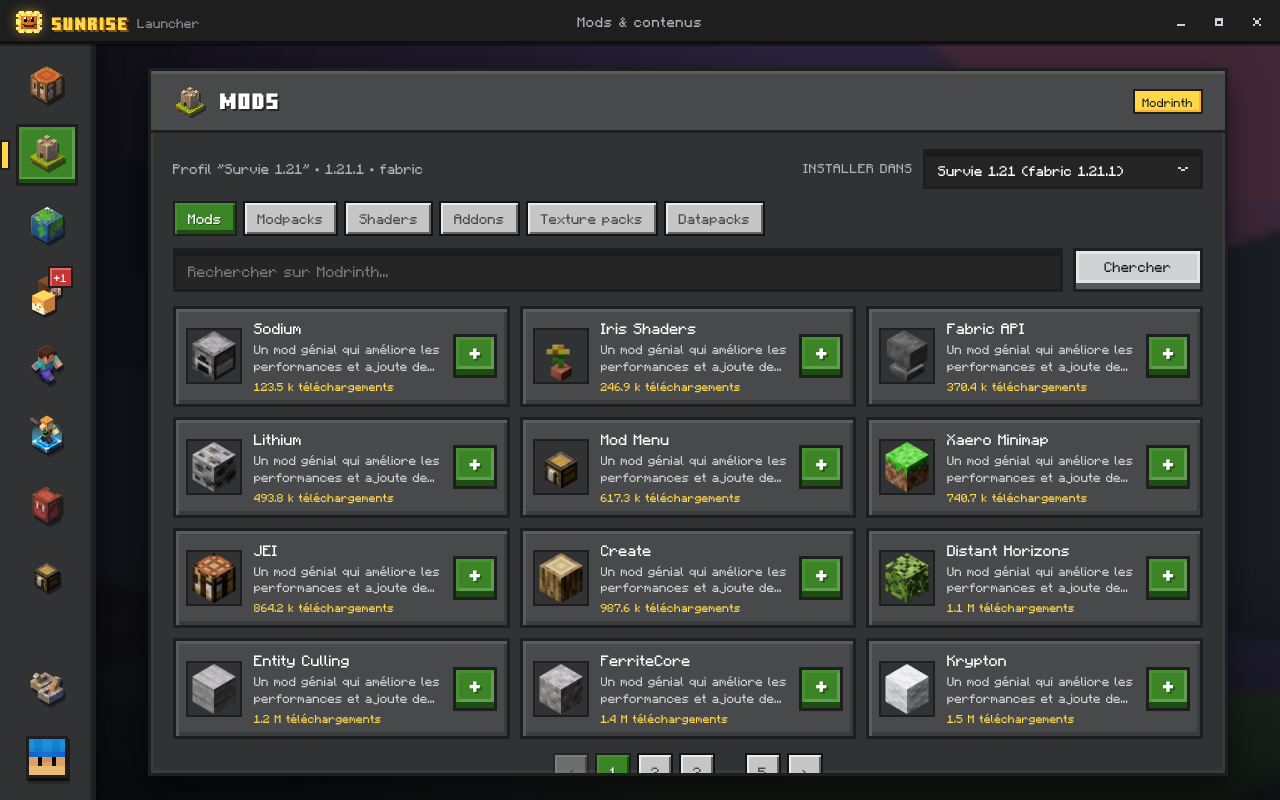 SUNRISE Launcher
Mods & contenus
+1
MODS
Modrinth
Profil "Survie 1.21" • 1.21.1 • fabric
INSTALLER DANS
Survie 1.21 (fabric 1.21.1)
Mods
Modpacks
Shaders
Addons
Texture packs
Datapacks
Rechercher sur Modrinth...
Chercher
Sodium
Un mod génial qui améliore les
performances et ajoute de...
123.5 k téléchargements
+
Iris Shaders
Un mod génial qui améliore les
performances et ajoute de...
246.9 k téléchargements
+
Fabric API
Un mod génial qui améliore les
performances et ajoute de...
370.4 k téléchargements
+
Lithium
Un mod génial qui améliore les
performances et ajoute de...
493.8 k téléchargements
+
Mod Menu
Un mod génial qui améliore les
performances et ajoute de...
617.3 k téléchargements
+
Xaero Minimap
Un mod génial qui améliore les
performances et ajoute de...
740.7 k téléchargements
+
JEI
Un mod génial qui améliore les
performances et ajoute de...
864.2 k téléchargements
+
Create
Un mod génial qui améliore les
performances et ajoute de...
987.6 k téléchargements
+
Distant Horizons
Un mod génial qui améliore les
performances et ajoute de...
1.1 M téléchargements
+
Entity Culling
Un mod génial qui améliore les
performances et ajoute de...
1.2 M téléchargements
+
FerriteCore
Un mod génial qui améliore les
performances et ajoute de...
1.4 M téléchargements
+
Krypton
Un mod génial qui améliore les
performances et ajoute de...
1.5 M téléchargements
+